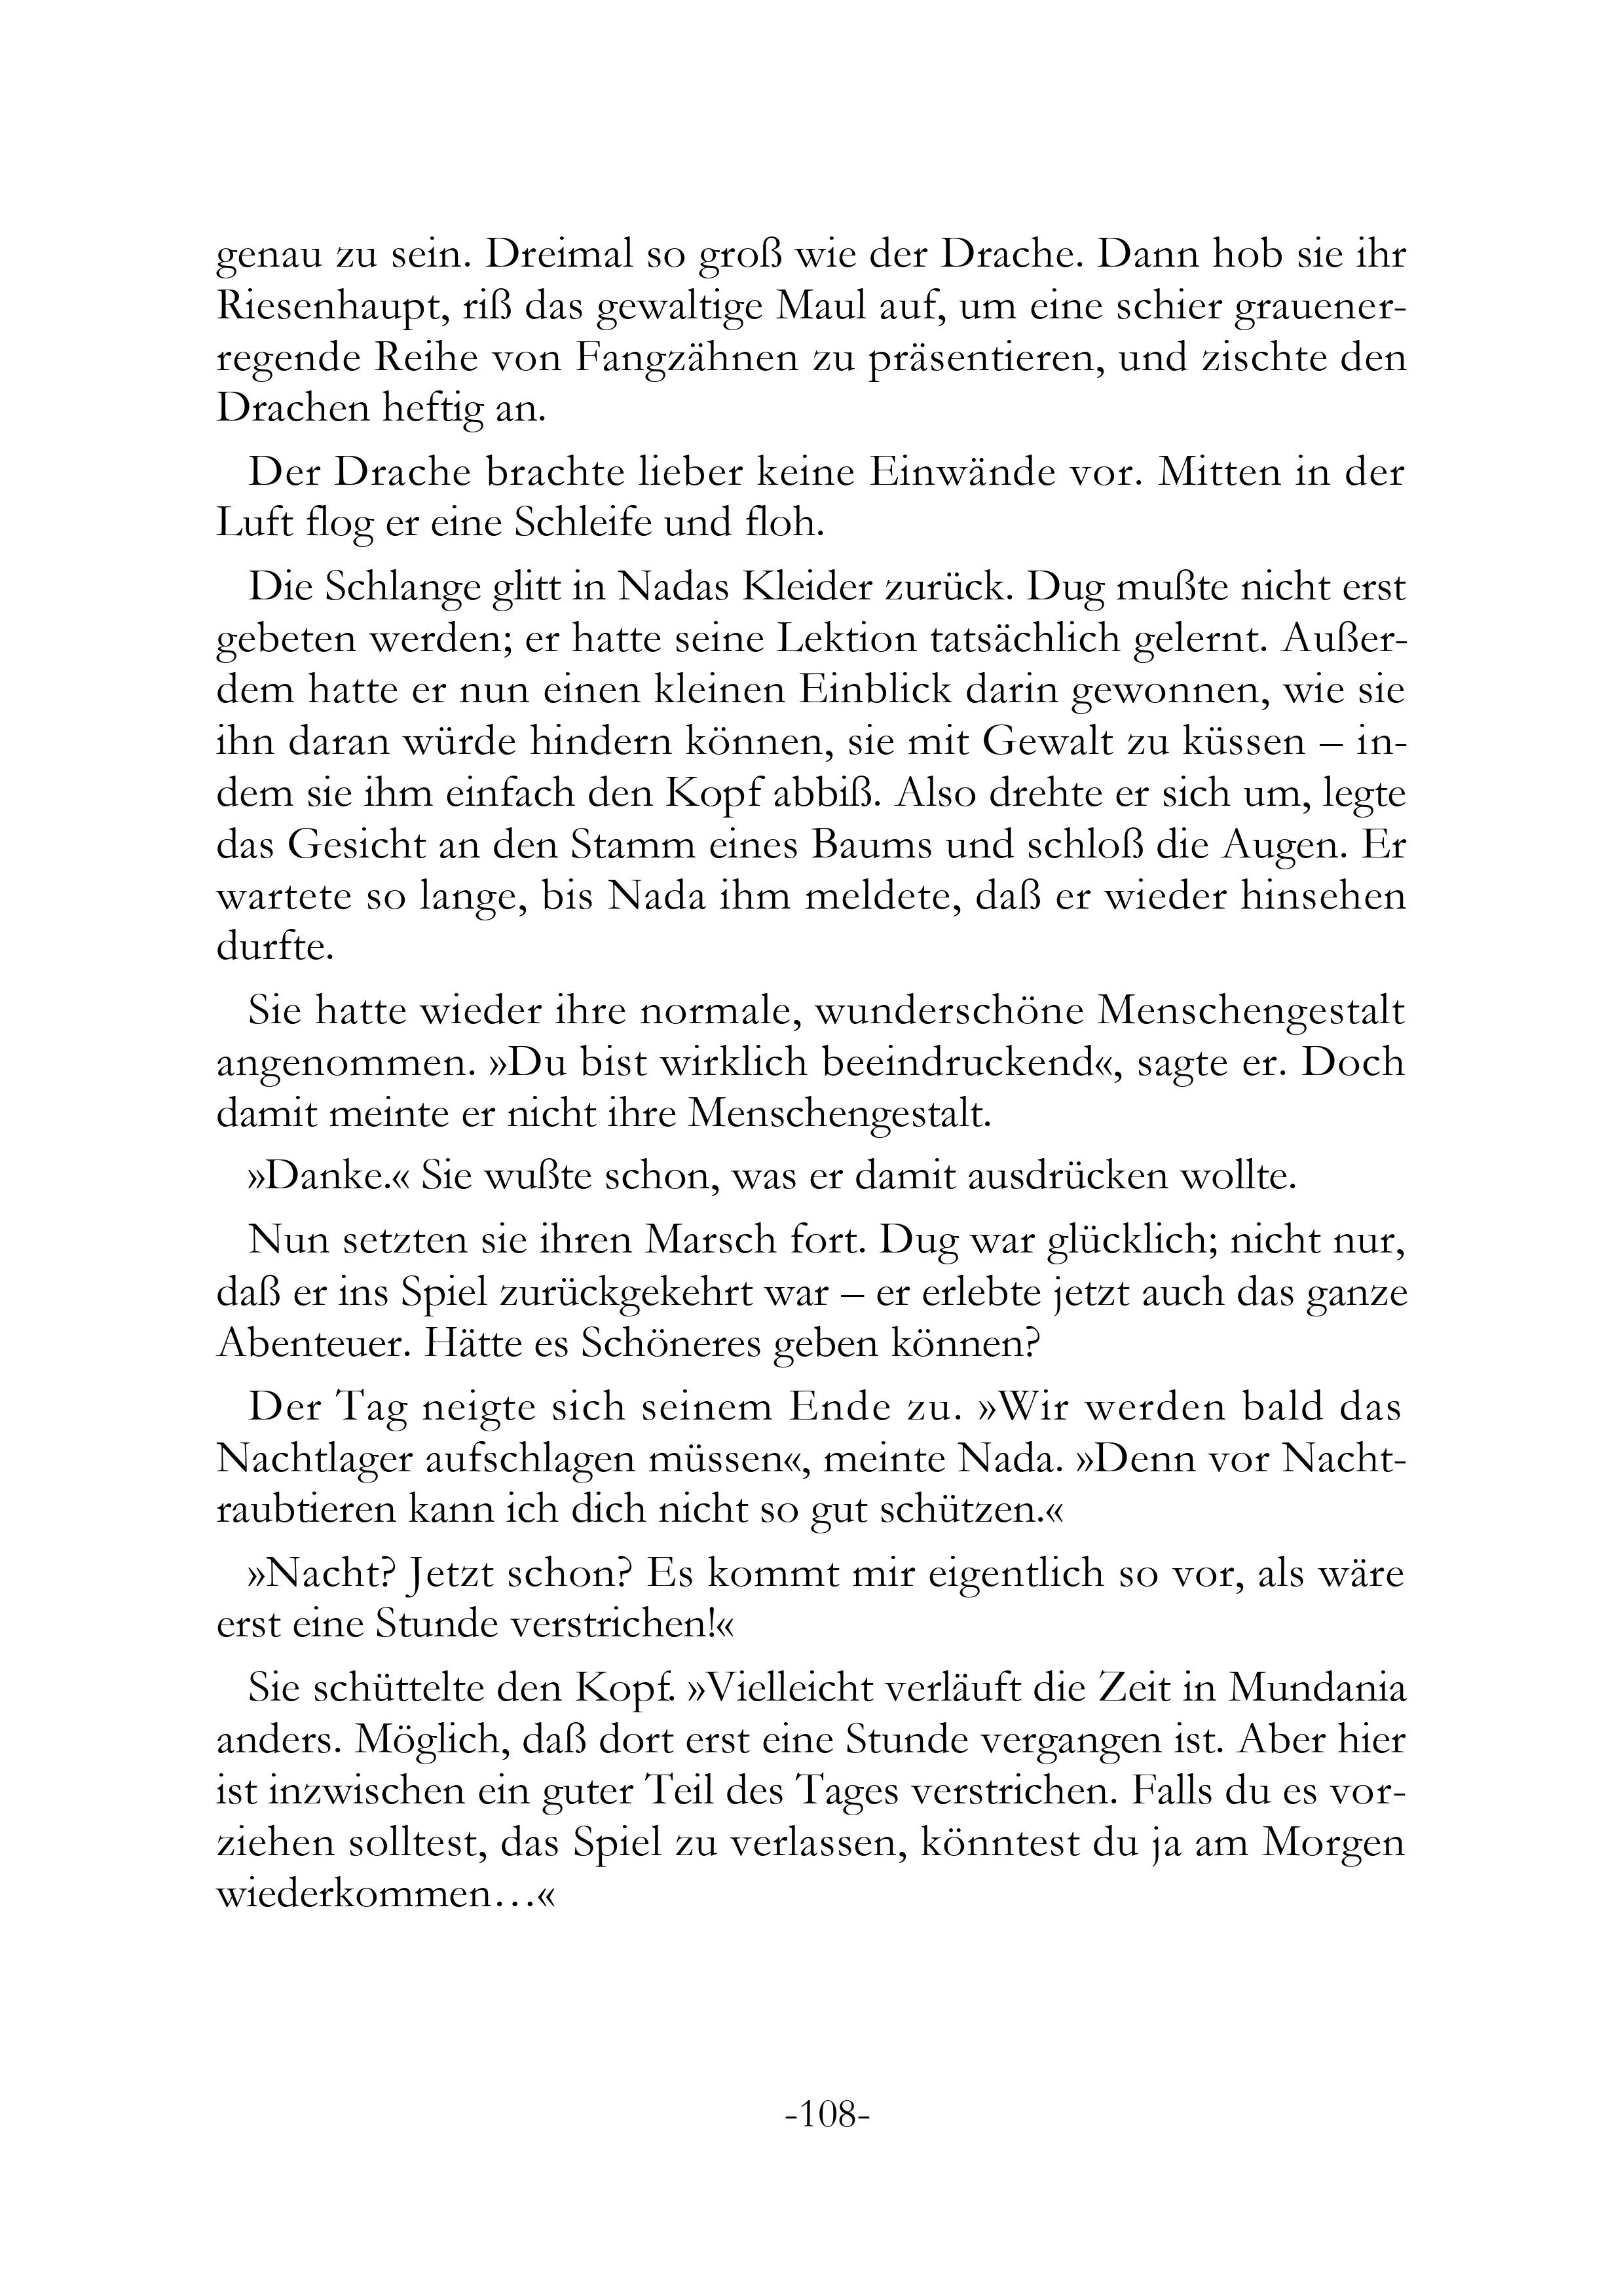 genau zu sein. Dreimal so groß wie der Drache. Dann hob sie ihr
Riesenhaupt, riß das gewaltige Maul auf, um eine schier grauener-
regende Reihe von Fangzähnen zu präsentieren, und zischte den
Drachen heftig an.
Der Drache brachte lieber keine Einwände vor. Mitten in der
Luft flog er eine Schleife und floh.
Die Schlange glitt in Nadas Kleider zurück. Dug mußte nicht erst
gebeten werden; er hatte seine Lektion tatsächlich gelernt. Außer-
dem hatte er nun einen kleinen Einblick darin gewonnen, wie sie
ihn daran würde hindern können, sie mit Gewalt zu küssen – in-
dem sie ihm einfach den Kopf abbiß. Also drehte er sich um, legte
das Gesicht an den Stamm eines Baums und schloß die Augen. Er
wartete so lange, bis Nada ihm meldete, daß er wieder hinsehen
durfte.
Sie hatte wieder ihre normale, wunderschöne Menschengestalt
angenommen. »Du bist wirklich beeindruckend«, sagte er. Doch
damit meinte er nicht ihre Menschengestalt.
»Danke.« Sie wußte schon, was er damit ausdrücken wollte.
Nun setzten sie ihren Marsch fort. Dug war glücklich; nicht nur,
daß er ins Spiel zurückgekehrt war – er erlebte jetzt auch das ganze
Abenteuer. Hätte es Schöneres geben können?
Der Tag neigte sich seinem Ende zu. »Wir werden bald das
Nachtlager aufschlagen müssen«, meinte Nada. »Denn vor Nacht-
raubtieren kann ich dich nicht so gut schützen.«
»Nacht? Jetzt schon? Es kommt mir eigentlich so vor, als wäre
erst eine Stunde verstrichen!«
Sie schüttelte den Kopf. »Vielleicht verläuft die Zeit in Mundania
anders. Möglich, daß dort erst eine Stunde vergangen ist. Aber hier
ist inzwischen ein guter Teil des Tages verstrichen. Falls du es vor-
ziehen solltest, das Spiel zu verlassen, könntest du ja am Morgen
wiederkommen…«
-108-